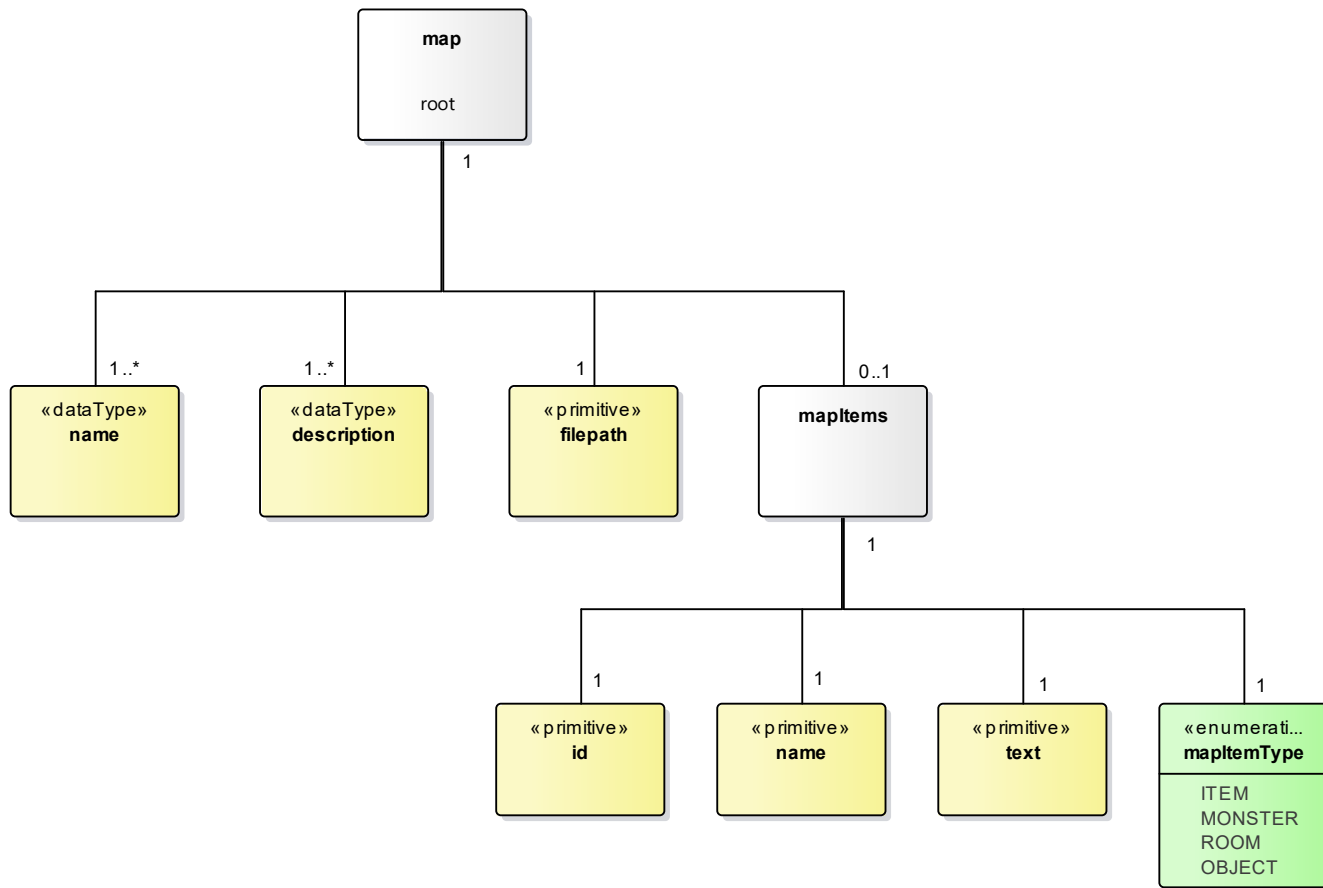 map
root
1
1..*
1..*
1
0..1
«dataType»
name
«dataType»
description
«primitive»
filepath
mapItems
1
1
1
1
1
«primitive»
id
«primitive»
name
«primitive»
text
«enumerati...
mapItemType
ITEM
MONSTER
ROOM
OBJECT